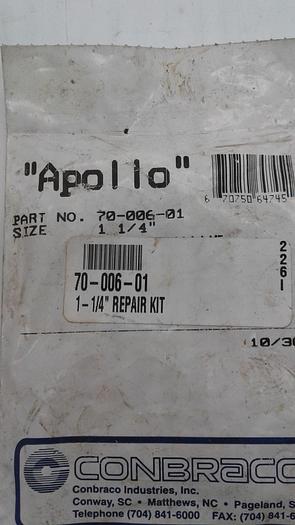 "Apollo"
6 70750 64745
PART NO. 70-006-01
SIZE 1 1/4"
70-006-01
1-1/4" REPAIR KIT
2261
10/30
CONBRACO
Conbraco Industries, Inc.
Conway, SC • Matthews, NC • Pageland, S
Telephone (704) 841-6000 FAX: (704) 841-6